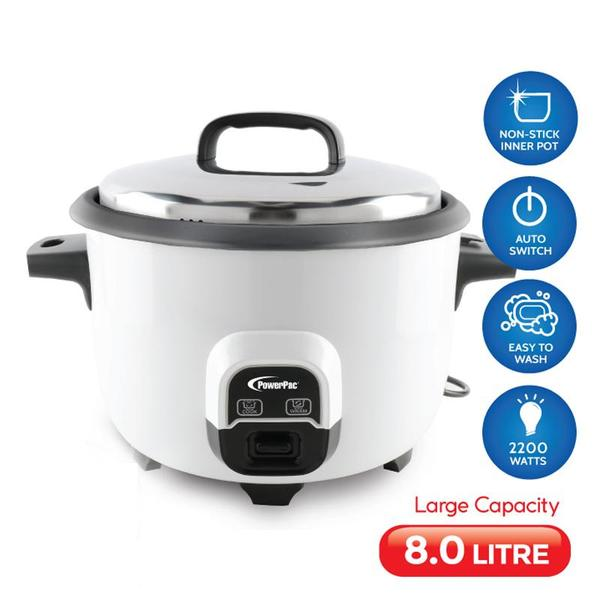 NON-STICK
INNER POT
AUTO
SWITCH
EASY TO
WASH
2200
WATTS
PowerPac
COOK
WARM
Large Capacity
8.0 LITRE